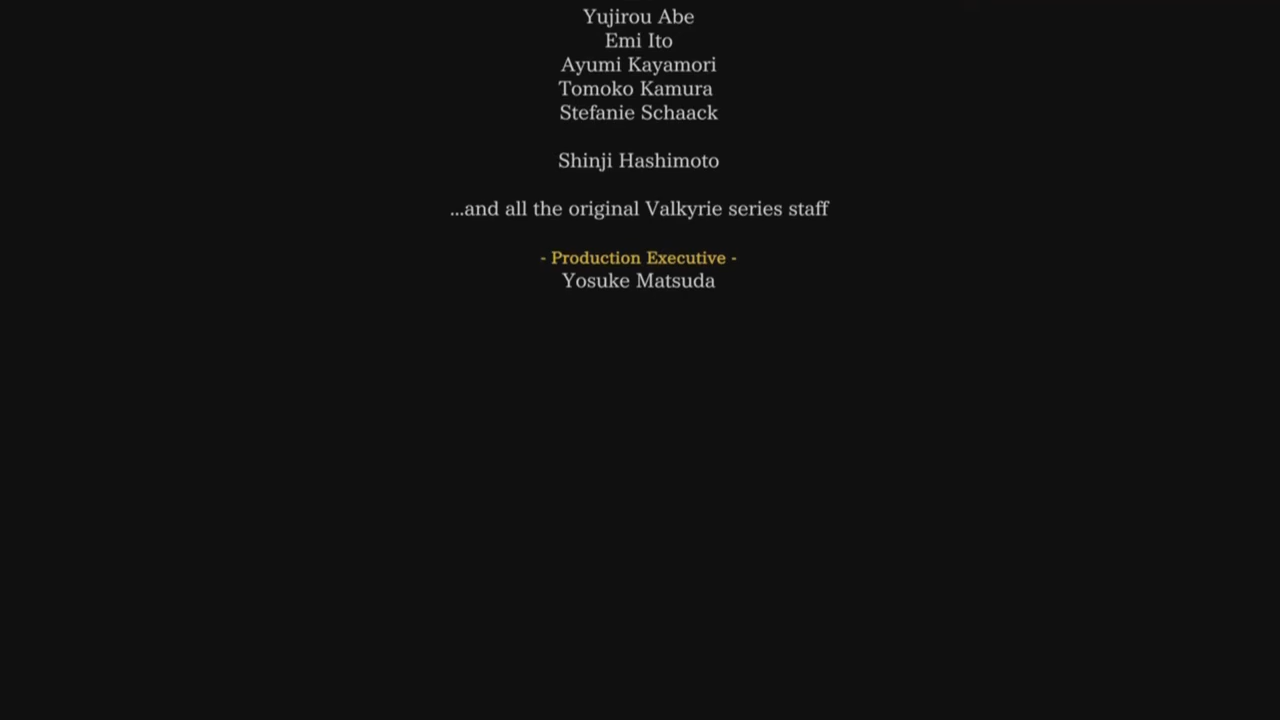 Yujirou Abe
Emi Ito
Ayumi Kayamori
Tomoko Kamura
Stefanie Schaack
Shinji Hashimoto
...and all the original Valkyrie series staff
- Production Executive -
Yosuke Matsuda